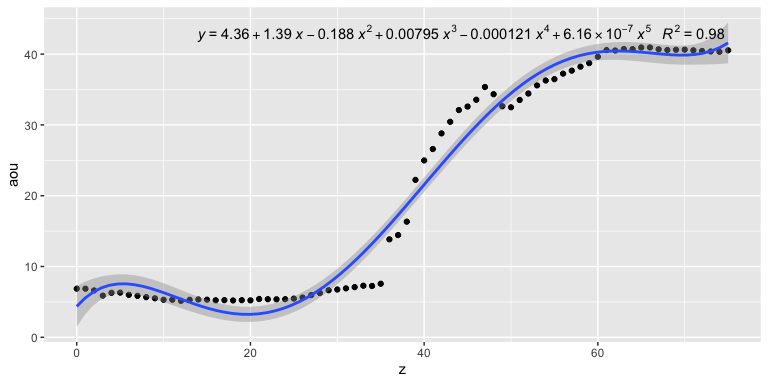 y = 4.36 + 1.39 x − 0.188 x² + 0.00795 x³ − 0.000121 x⁴ + 6.16 × 10⁻⁷ x⁵ R² = 0.98
40
30
20
10
0
aou
0 20 40 60
z